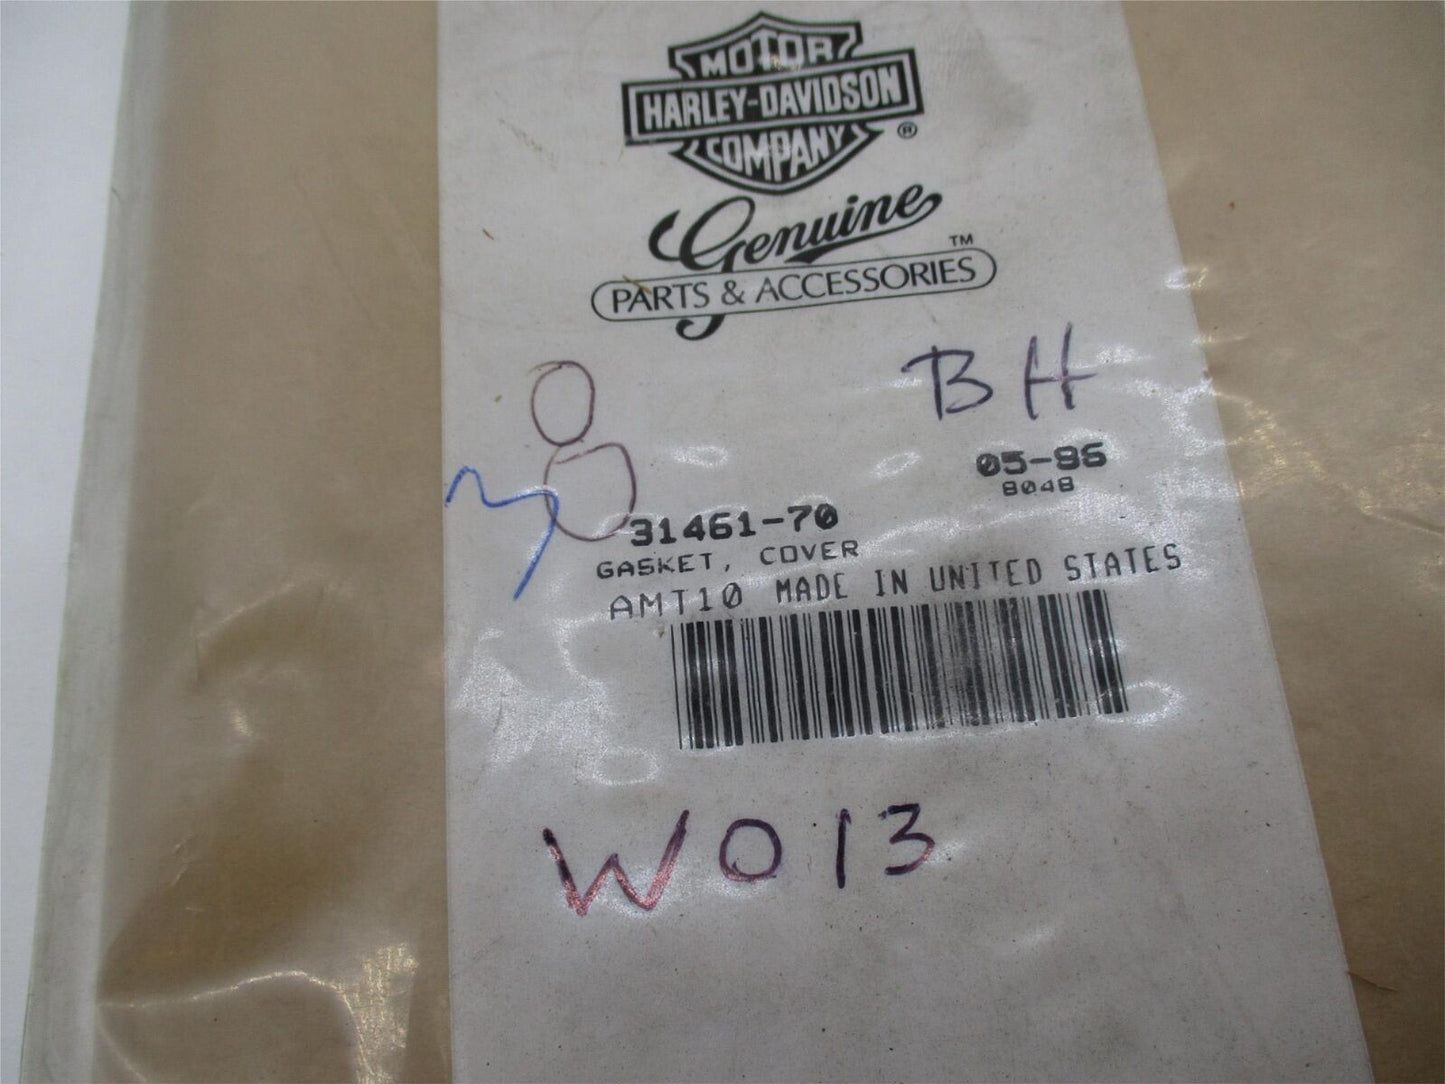 MOTOR
HARLEY-DAVIDSON
COMPANY ®
Genuine
PARTS & ACCESSORIES ™
BH
05-96
8048
31461-70
GASKET, COVER
AMT10 MADE IN UNITED STATES
W013